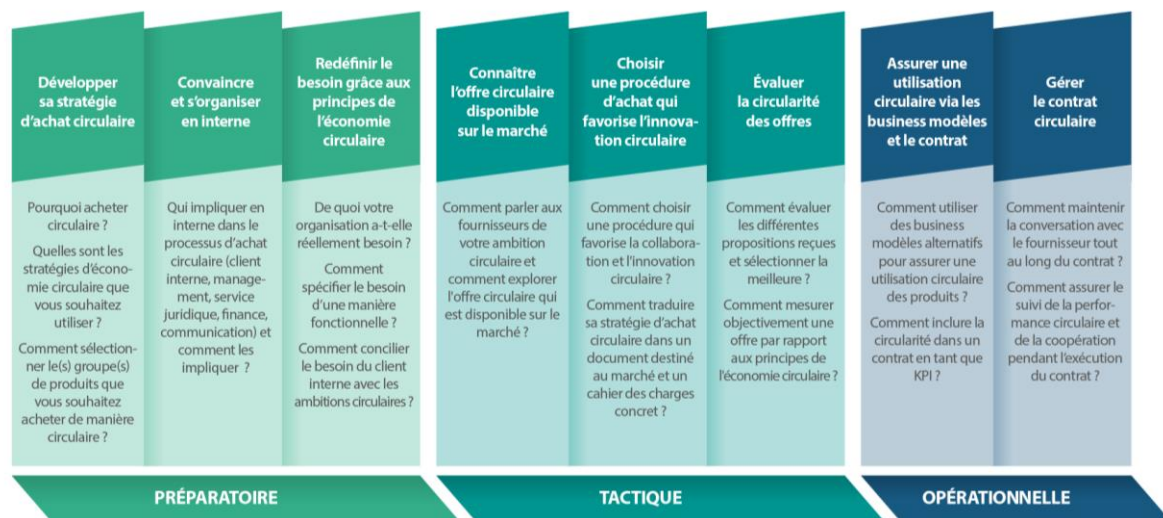 Développer
sa stratégie
d'achat circulaire
Pourquoi acheter
circulaire ?
Quelles sont les
stratégies d'écono-
mie circulaire que
vous souhaitez
utiliser ?
Comment sélection-
ner le(s) groupe(s)
de produits que
vous souhaitez
acheter de manière
circulaire ?
Convaincre
et s'organiser
en interne
Qui impliquer en
interne dans le
processus d'achat
circulaire (client
interne, manage-
ment, service
juridique, finance,
communication) et
comment les
impliquer ?
Redéfinir le
besoin grâce aux
principes de
l'économie
circulaire
De quoi votre
organisation a-t-elle
réellement besoin ?
Comment
spécifier le besoin
d'une manière
fonctionnelle ?
Comment concilier
le besoin du client
interne avec les
ambitions circulaires ?
PRÉPARATOIRE
Connaître
l'offre circulaire
disponible
sur le marché
Comment parler aux
fournisseurs de
votre ambition
circulaire et
comment explorer
l'offre circulaire qui
est disponible sur le
marché ?
Choisir
une procédure
d'achat qui
favorise l'innova-
tion circulaire
Comment choisir
une procédure qui
favorise la collabora-
tion et l'innovation
circulaire ?
Comment traduire
sa stratégie d'achat
circulaire dans un
document destiné
au marché et un
cahier des charges
concret ?
Évaluer
la circularité
des offres
Comment évaluer
les différentes
propositions reçues
et sélectionner la
meilleure ?
Comment mesurer
objectivement une
offre par rapport
aux principes de
l'économie circulaire ?
TACTIQUE
Assurer une
utilisation
circulaire via les
business modèles
et le contrat
Comment utiliser
des business
modèles alternatifs
pour assurer une
utilisation circulaire
des produits ?
Comment inclure la
circularité dans un
contrat en tant que
KPI ?
Gérer
le contrat
circulaire
Comment maintenir
la conversation avec
le fournisseur tout
au long du contrat ?
Comment assurer le
suivi de la perfor-
mance circulaire et
de la coopération
pendant l'exécution
du contrat ?
OPÉRATIONNELLE